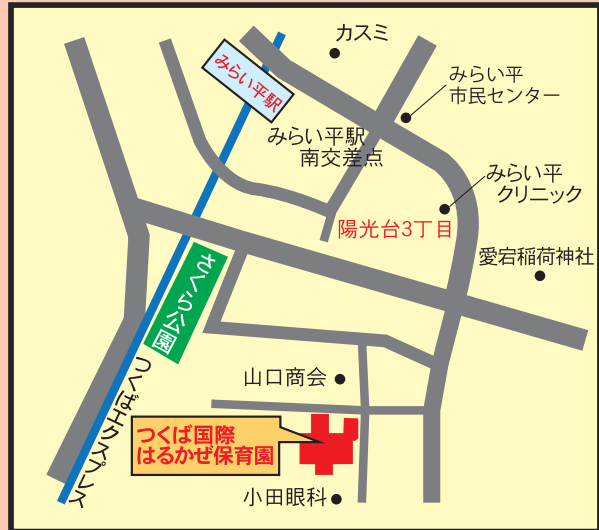 カスミ
みらい平駅
みらい平
市民センター
みらい平駅
南交差点
みらい平
クリニック
陽光台3丁目
愛宕稲荷神社
さくら公園
つくばエクスプレス
山口商会
つくば国際
はるかぜ保育園
小田眼科